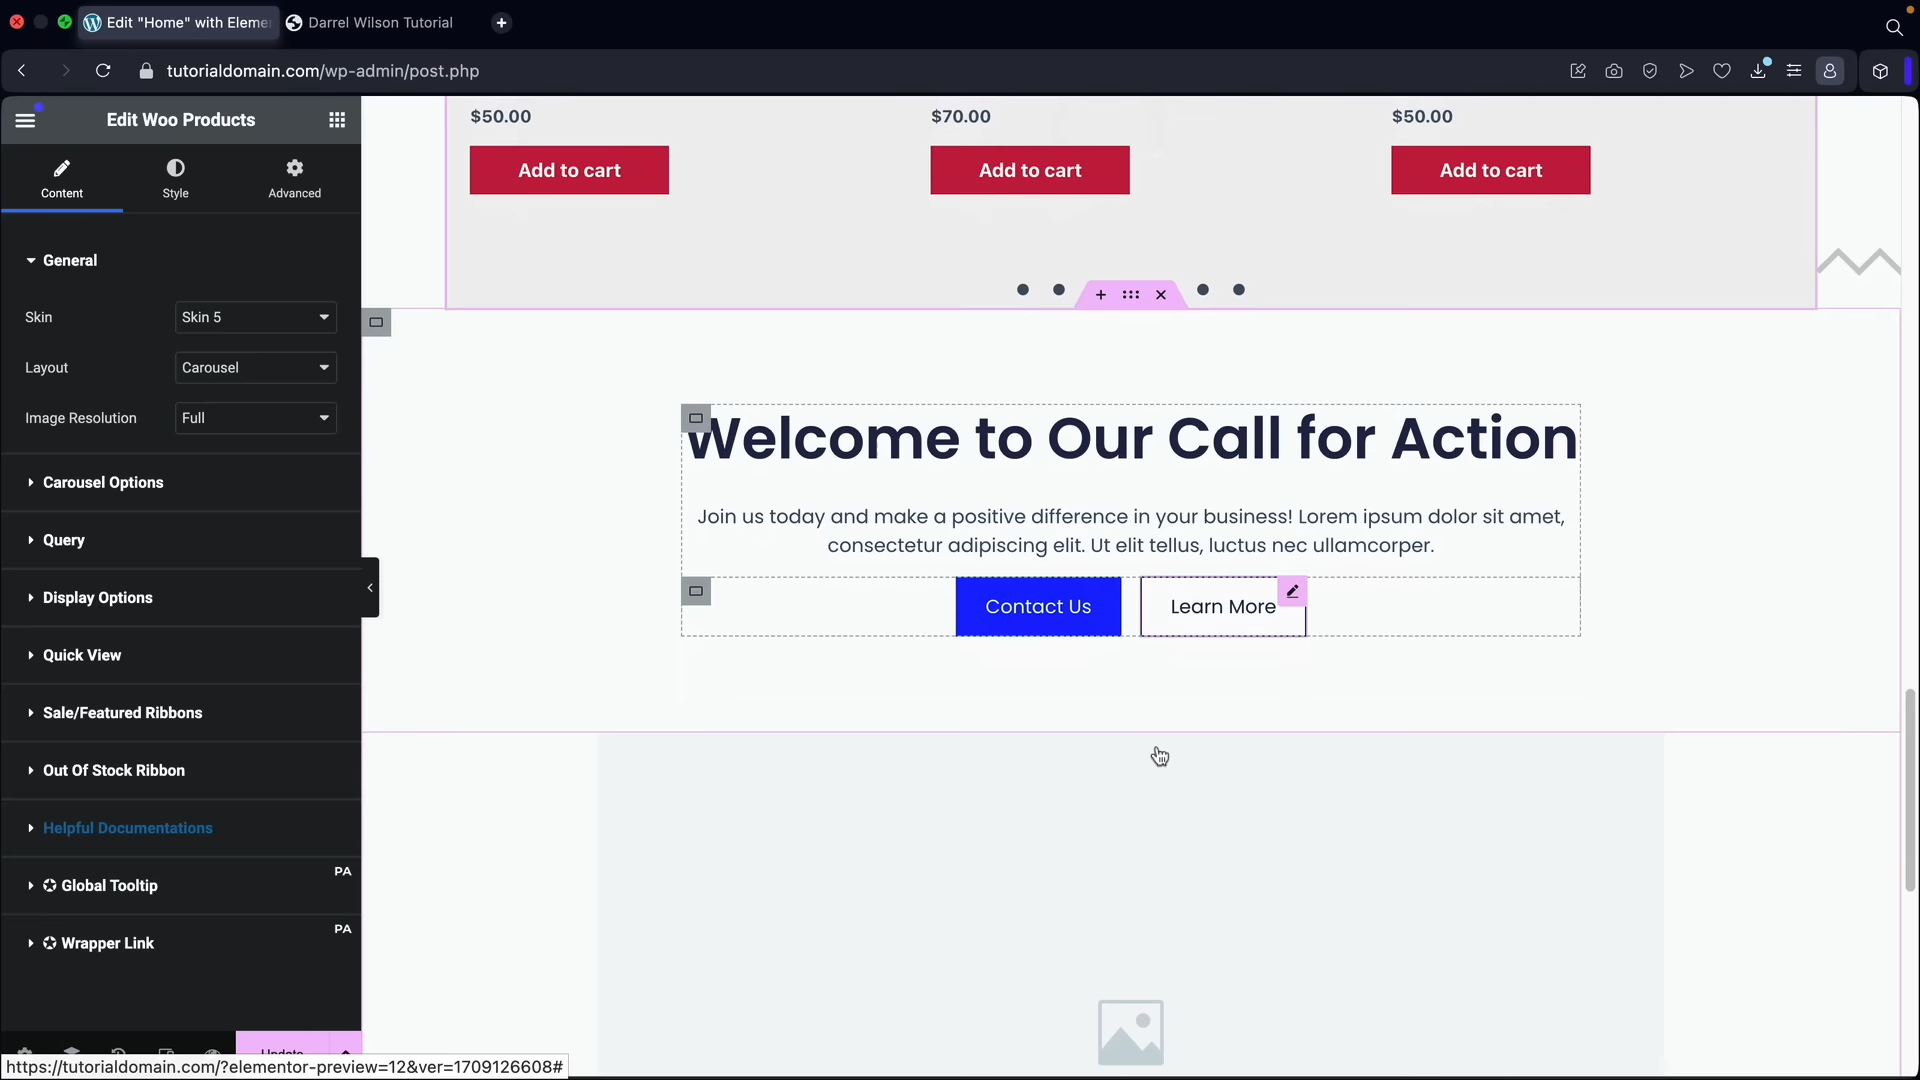 Edit "Home" with Eleme
Darrel Wilson Tutorial
tutorialdomain.com/wp-admin/post.php
Edit Woo Products
Content
Style
Advanced
General
Skin
Skin 5
Layout
Carousel
Image Resolution
Full
Carousel Options
Query
Display Options
Quick View
Sale/Featured Ribbons
Out Of Stock Ribbon
Helpful Documentations
PA
Global Tooltip
PA
Wrapper Link
Update
https://tutorialdomain.com/?elementor-preview=12&ver=1709126608#
$50.00
$70.00
$50.00
Add to cart
Add to cart
Add to cart
Welcome to Our Call for Action
Join us today and make a positive difference in your business! Lorem ipsum dolor sit amet,
consectetur adipiscing elit. Ut elit tellus, luctus nec ullamcorper.
Contact Us
Learn More